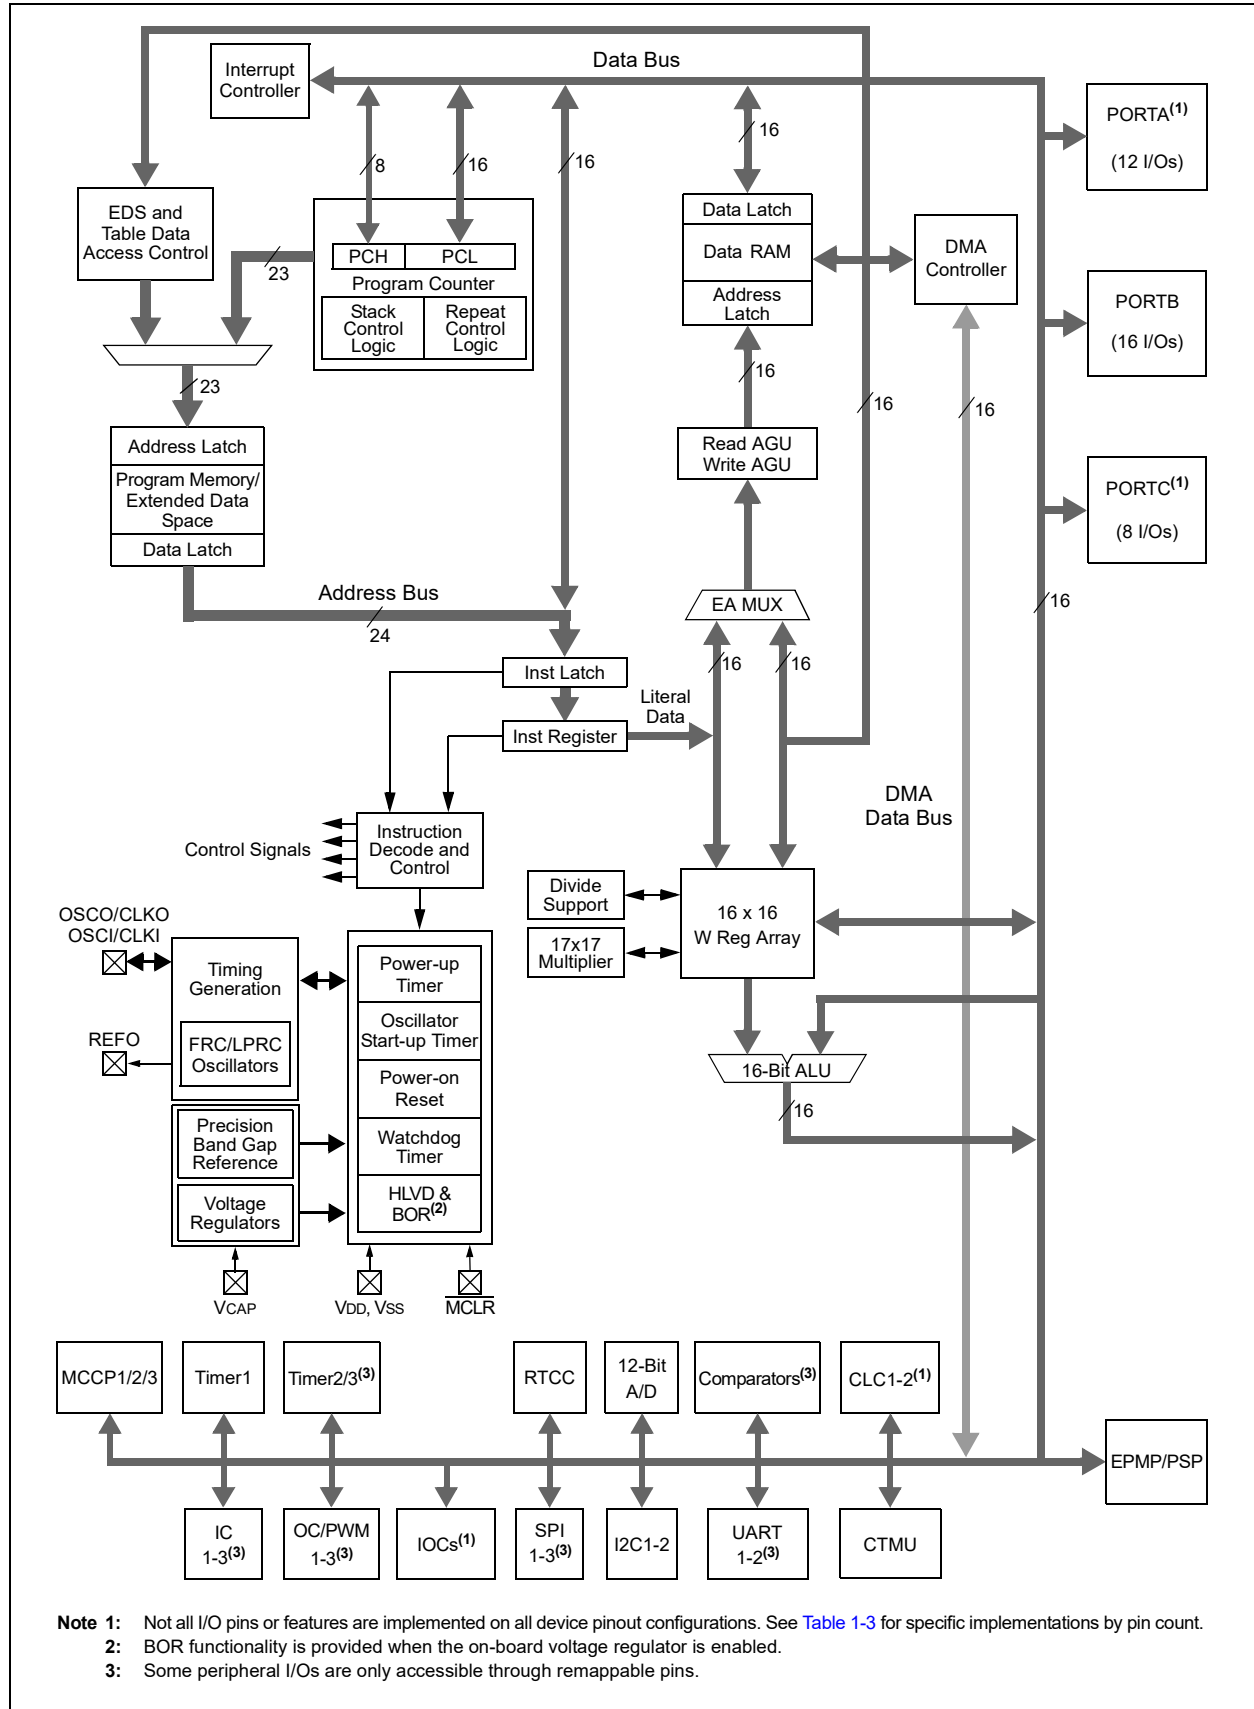 Data Bus
Interrupt
Controller
PORTA(1)
(12 I/Os)
16
8
16
16
EDS and
Table Data
Access Control
Data Latch
Data RAM
Address
Latch
DMA
Controller
23
PCH
PCL
Program Counter
Stack
Control
Logic
Repeat
Control
Logic
PORTB
(16 I/Os)
23
16
16
16
Address Latch
Program Memory/
Extended Data
Space
Data Latch
Read AGU
Write AGU
PORTC(1)
(8 I/Os)
Address Bus
24
EA MUX
16
16
16
Inst Latch
Literal
Data
Inst Register
DMA
Data Bus
Control Signals
Instruction
Decode and
Control
Divide
Support
16 x 16
W Reg Array
17x17
Multiplier
OSCO/CLKO
OSCI/CLKI
Timing
Generation
Power-up
Timer
REFO
FRC/LPRC
Oscillators
Oscillator
Start-up Timer
16-Bit ALU
16
Power-on
Reset
Precision
Band Gap
Reference
Watchdog
Timer
Voltage
Regulators
HLVD &
BOR(2)
VCAP
VDD, VSS
MCLR
MCCP1/2/3
Timer1
Timer2/3(3)
RTCC
12-Bit
A/D
Comparators(3)
CLC1-2(1)
EPMP/PSP
IC
1-3(3)
OC/PWM
1-3(3)
IOCs(1)
SPI
1-3(3)
I2C1-2
UART
1-2(3)
CTMU
Note 1: Not all I/O pins or features are implemented on all device pinout configurations. See Table 1-3 for specific implementations by pin count.
2: BOR functionality is provided when the on-board voltage regulator is enabled.
3: Some peripheral I/Os are only accessible through remappable pins.